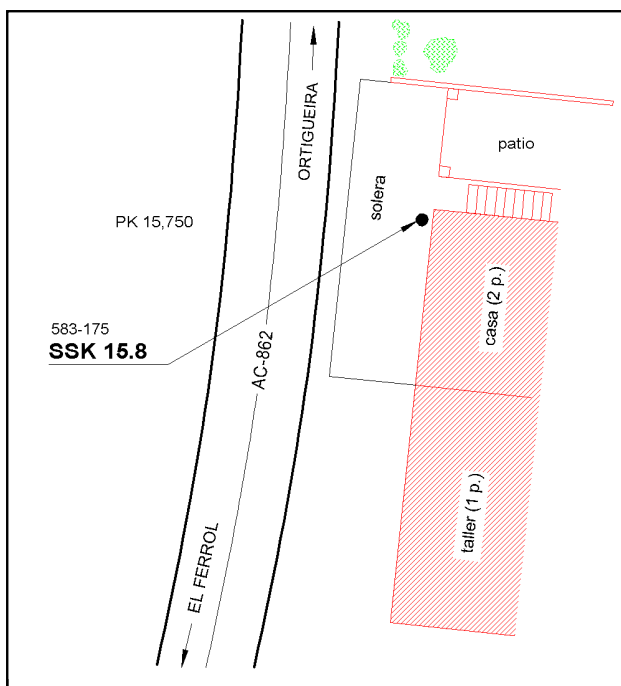 ORTIGUEIRA
patio
solera
PK 15,750
casa (2 p.)
583-175
SSK 15.8
AC-862
taller (1 p.)
EL FERROL